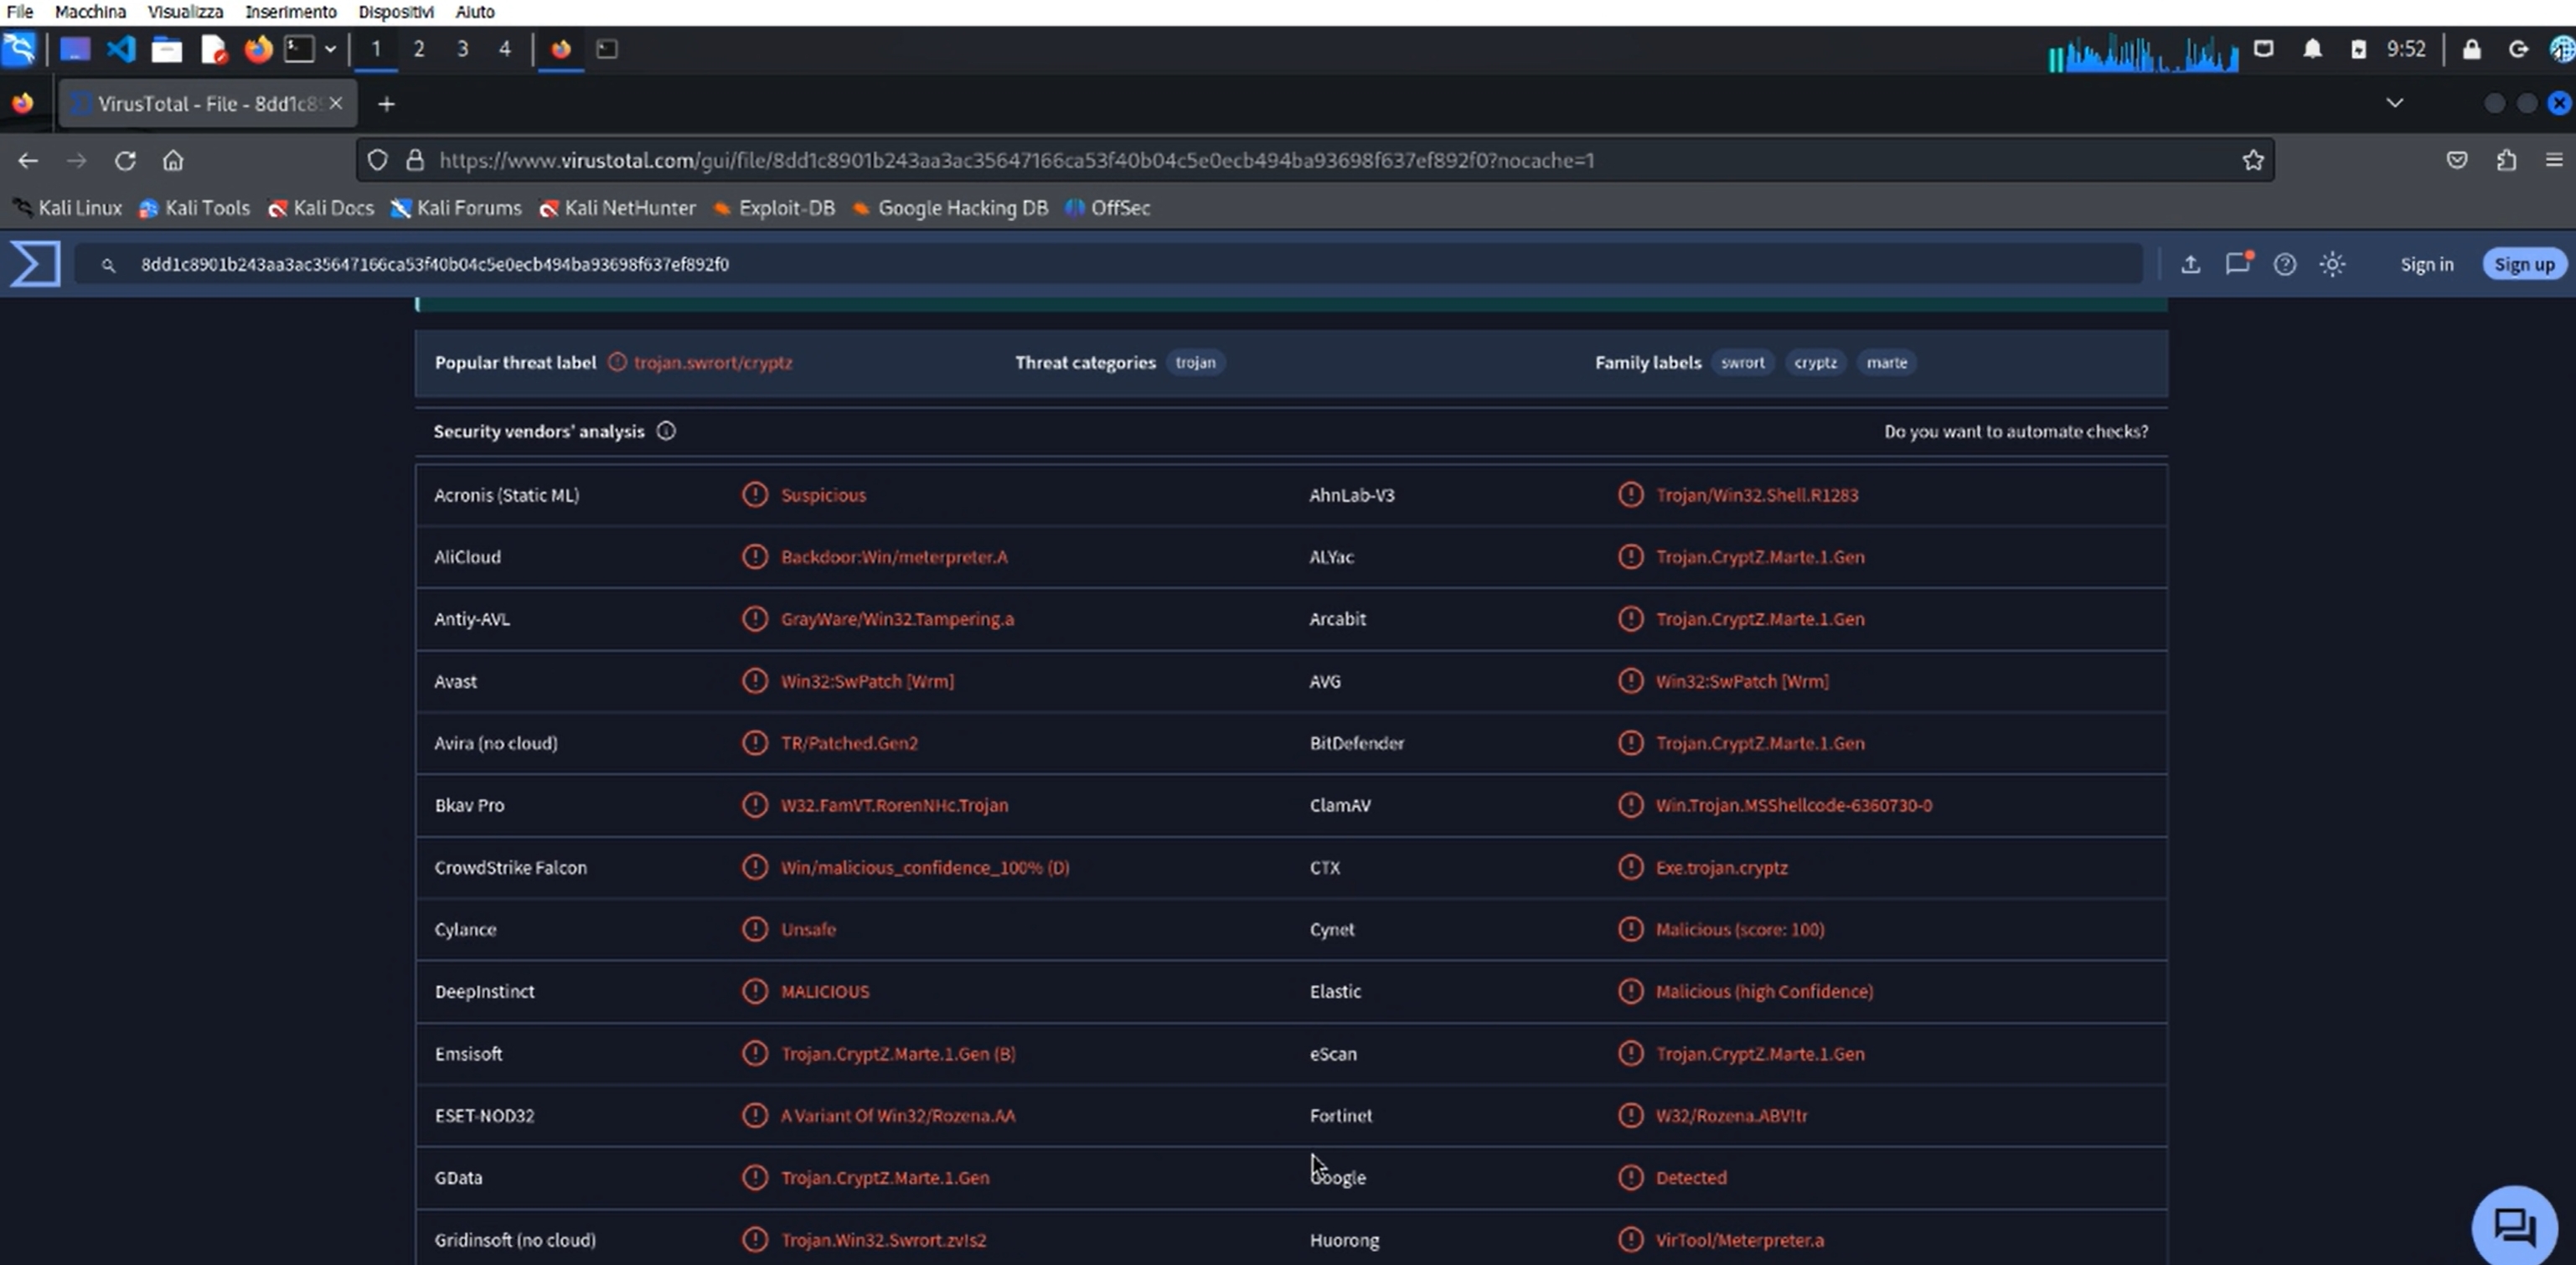 File Macchina Visualizza Inserimento Dispositivi Aiuto
1 2 3 4 9:52
VirusTotal - File - 8dd1c8
https://www.virustotal.com/gui/file/8dd1c8901b243aa3ac35647166ca53f40b04c5e0ecb494ba93698f637ef892f0?nocache=1
Kali Linux Kali Tools Kali Docs Kali Forums Kali NetHunter Exploit-DB Google Hacking DB OffSec
8dd1c8901b243aa3ac35647166ca53f40b04c5e0ecb494ba93698f637ef892f0 Sign in Sign up
Popular threat label trojan.swrort/cryptz Threat categories trojan Family labels swrort cryptz marte
Security vendors' analysis Do you want to automate checks?
Acronis (Static ML) Suspicious AhnLab-V3 Trojan/Win32.Shell.R1283
AliCloud Backdoor:Win/meterpreter.A ALYac Trojan.CryptZ.Marte.1.Gen
Antiy-AVL GrayWare/Win32.Tampering.a Arcabit Trojan.CryptZ.Marte.1.Gen
Avast Win32:SwPatch [Wrm] AVG Win32:SwPatch [Wrm]
Avira (no cloud) TR/Patched.Gen2 BitDefender Trojan.CryptZ.Marte.1.Gen
Bkav Pro W32.FamVT.RorenNHc.Trojan ClamAV Win.Trojan.MSShellcode-6360730-0
CrowdStrike Falcon Win/malicious_confidence_100% (D) CTX Exe.trojan.cryptz
Cylance Unsafe Cynet Malicious (score: 100)
DeepInstinct MALICIOUS Elastic Malicious (high Confidence)
Emsisoft Trojan.CryptZ.Marte.1.Gen (B) eScan Trojan.CryptZ.Marte.1.Gen
ESET-NOD32 A Variant Of Win32/Rozena.AA Fortinet W32/Rozena.ABV!tr
GData Trojan.CryptZ.Marte.1.Gen Google Detected
Gridinsoft (no cloud) Trojan.Win32.Swrort.zv!s2 Huorong VirTool/Meterpreter.a